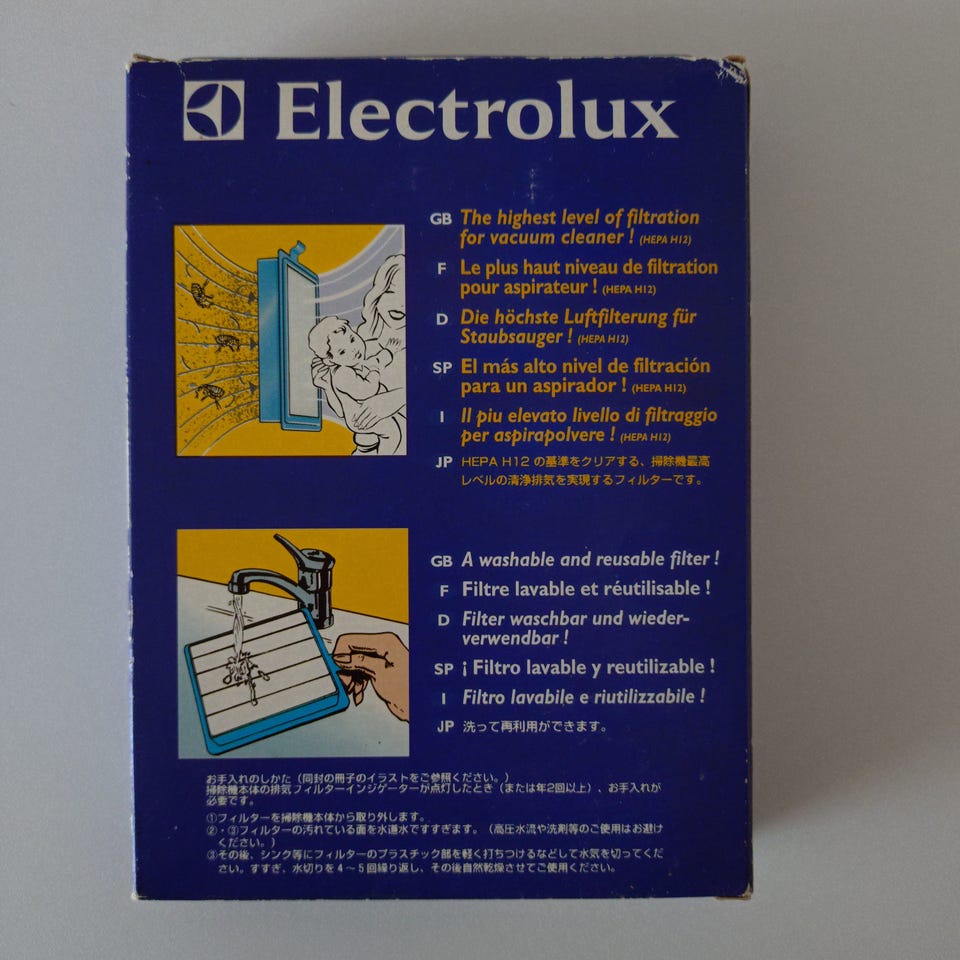 Electrolux
GB The highest level of filtration
for vacuum cleaner ! (HEPA H12)
F Le plus haut niveau de filtration
pour aspirateur ! (HEPA H12)
D Die höchste Luftfilterung für
Staubsauger ! (HEPA H12)
SP El más alto nivel de filtración
para un aspirador ! (HEPA H12)
I Il piu elevato livello di filtraggio
per aspirapolvere ! (HEPA H12)
JP HEPA H12 の基準をクリアする、掃除機最高
レベルの清浄排気を実現するフィルターです。
GB A washable and reusable filter !
F Filtre lavable et réutilisable !
D Filter waschbar und wieder-
verwendbar !
SP ¡ Filtro lavable y reutilizable !
I Filtro lavabile e riutilizzabile !
JP 洗って再利用ができます。
お手入れのしかた（同封の冊子のイラストをご参照ください。）
掃除機本体の排気フィルターインジゲーターが点灯したとき（または年2回以上）、お手入れが
必要です。
①フィルターを掃除機本体から取り外します。
②・③フィルターの汚れている面を水道水ですすぎます。（高圧水流や洗剤等のご使用はお避け
ください。）
③その後、シンク等にフィルターのプラスチック部を軽く打ちつけるなどして水気を切ってくだ
さい。すすぎ、水切りを4～5回繰り返し、その後自然乾燥させてご使用ください。